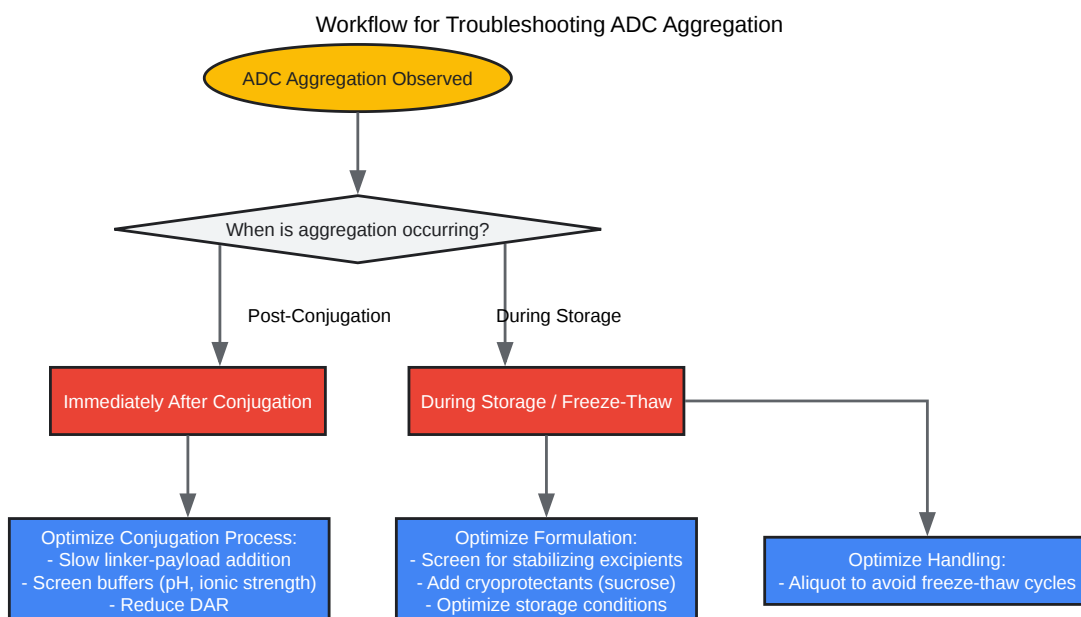 Workflow for Troubleshooting ADC Aggregation
ADC Aggregation Observed
When is aggregation occurring?
Post-Conjugation
During Storage
Immediately After Conjugation
During Storage / Freeze-Thaw
Optimize Conjugation Process:
- Slow linker-payload addition
- Screen buffers (pH, ionic strength)
- Reduce DAR
Optimize Formulation:
- Screen for stabilizing excipients
- Add cryoprotectants (sucrose)
- Optimize storage conditions
Optimize Handling:
- Aliquot to avoid freeze-thaw cycles